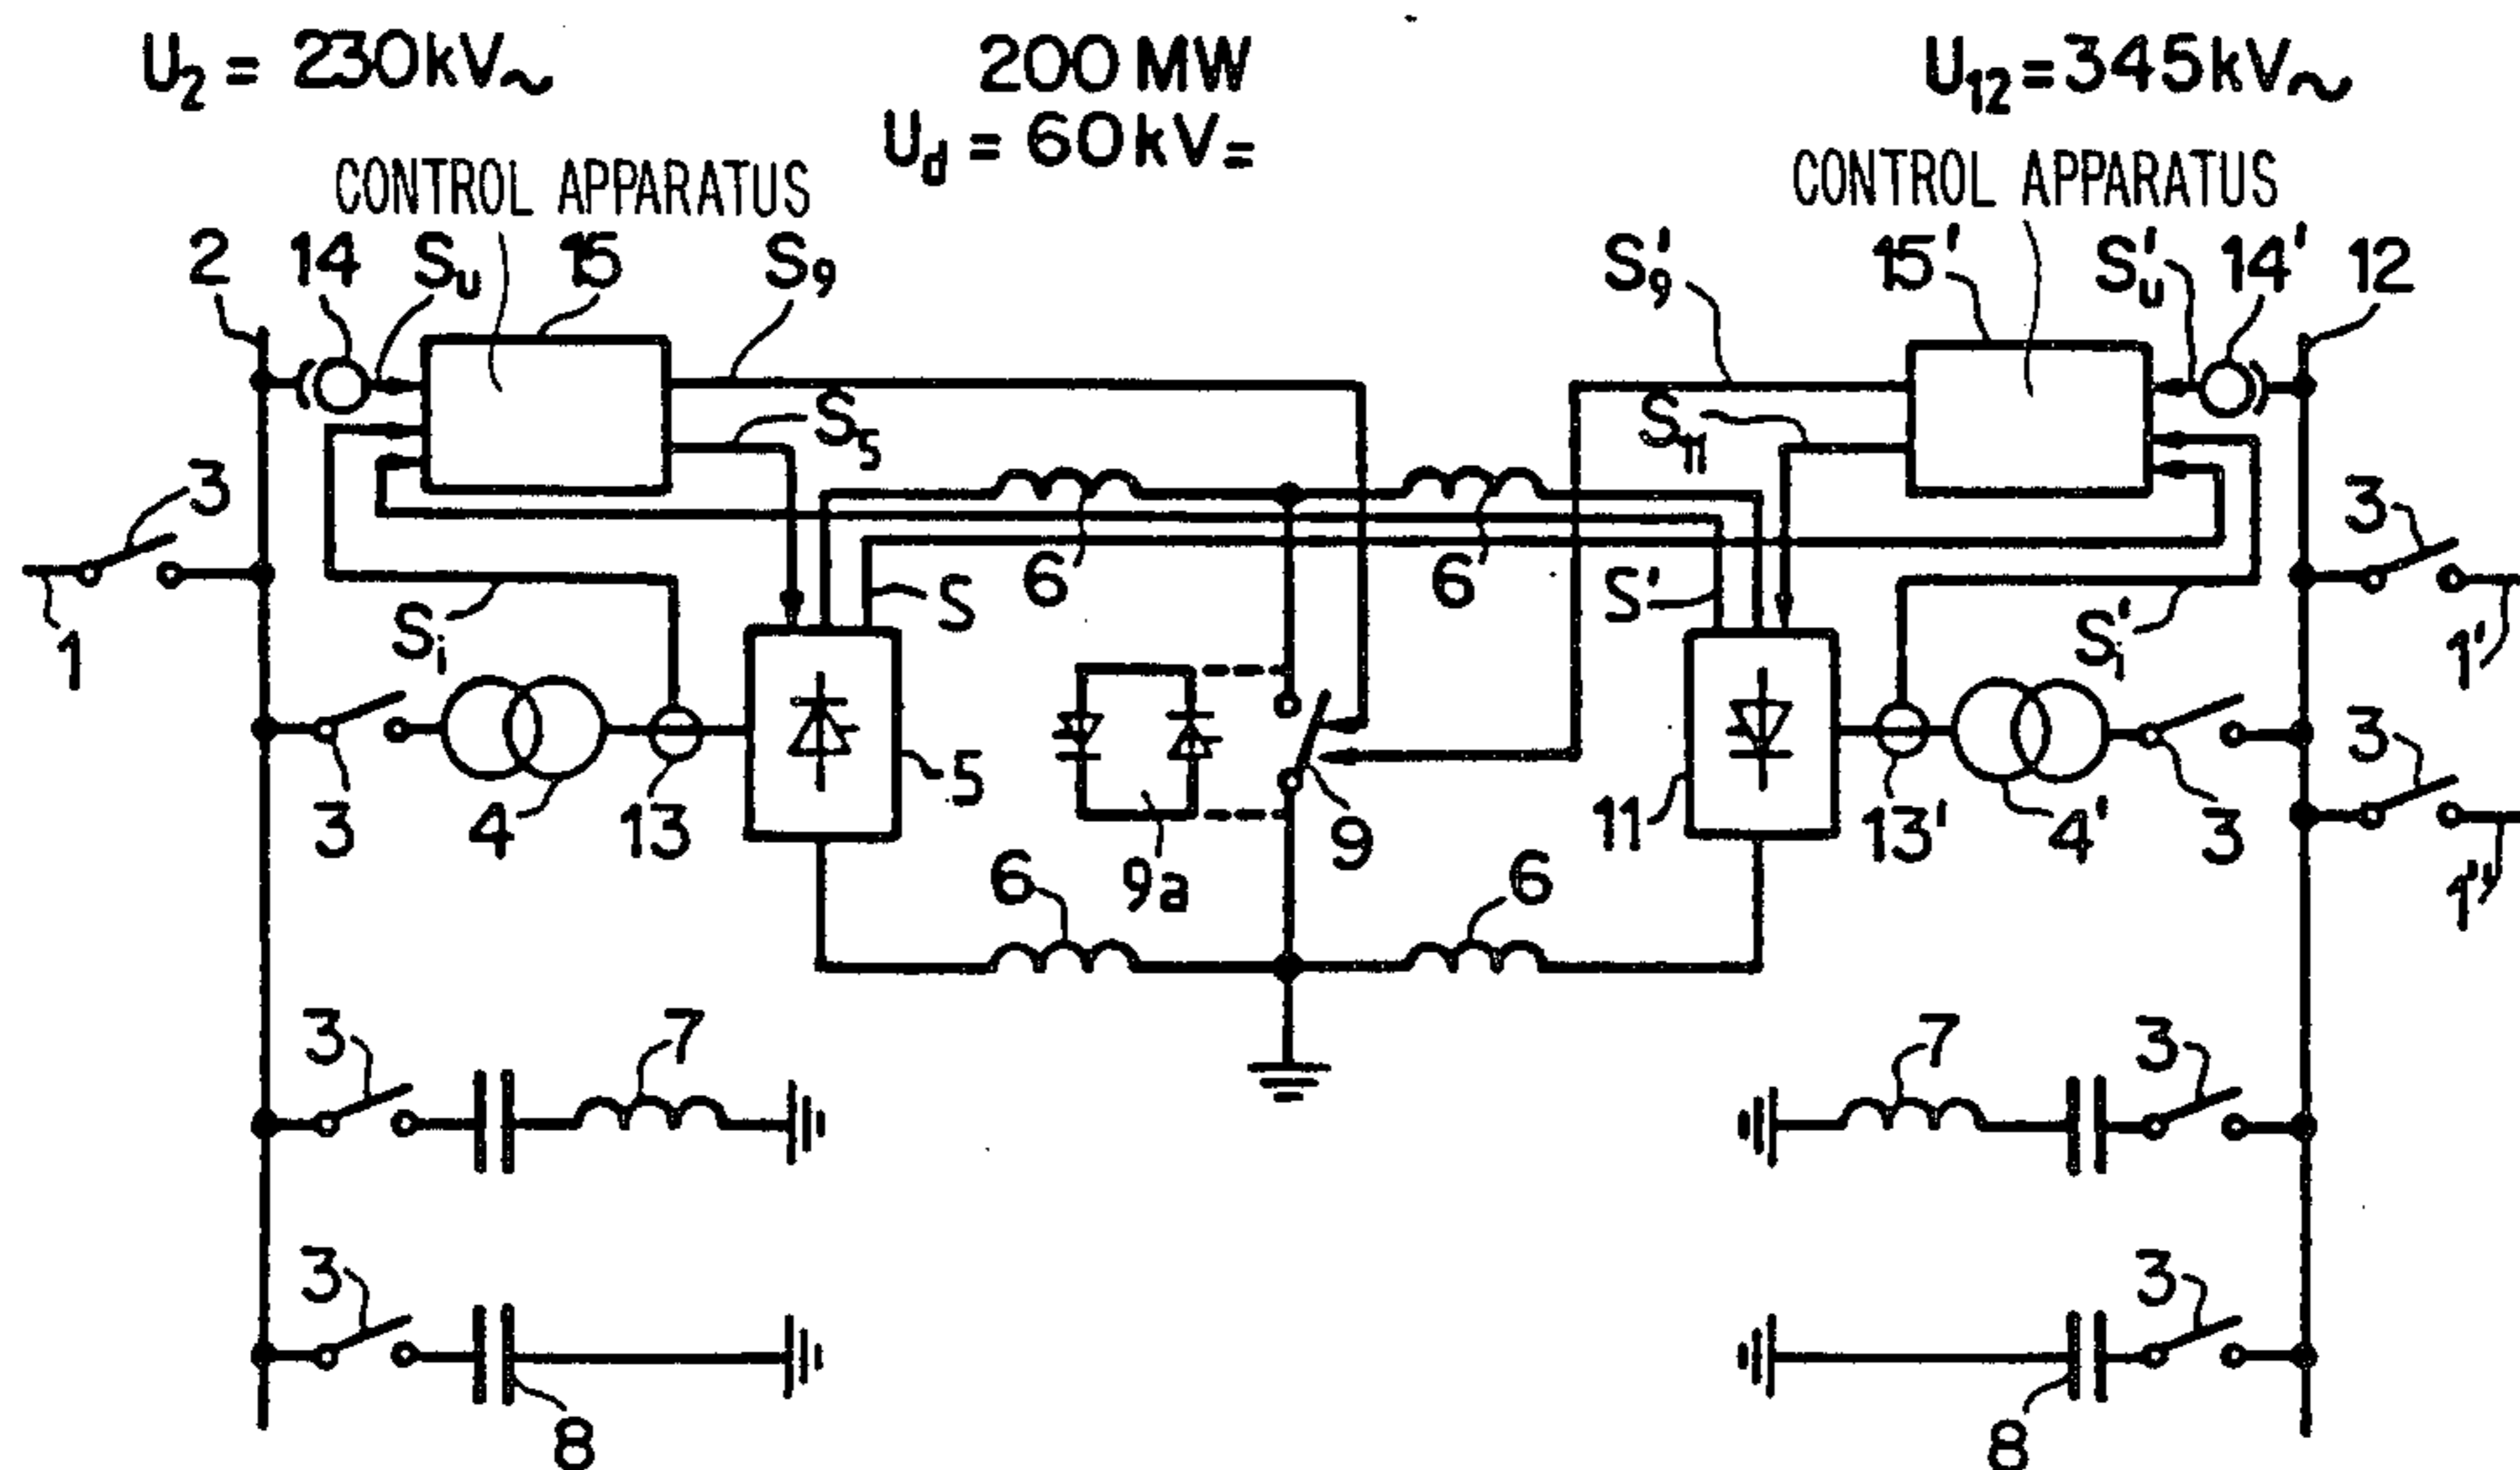 U₂ = 230kV~
200 MW
U₁₂=345kV~
Ud = 60kV=
CONTROL APPARATUS
CONTROL APPARATUS
2
14
Su
15
S9
S'9
15'
S'u
14'
12
S5
S11
3
3
1
Si
6
6
S
S'
S'i
1'
3
4
13
5
9a
9
11
13'
4'
3
3
1"
6
6
3
7
7
3
3
3
8
8